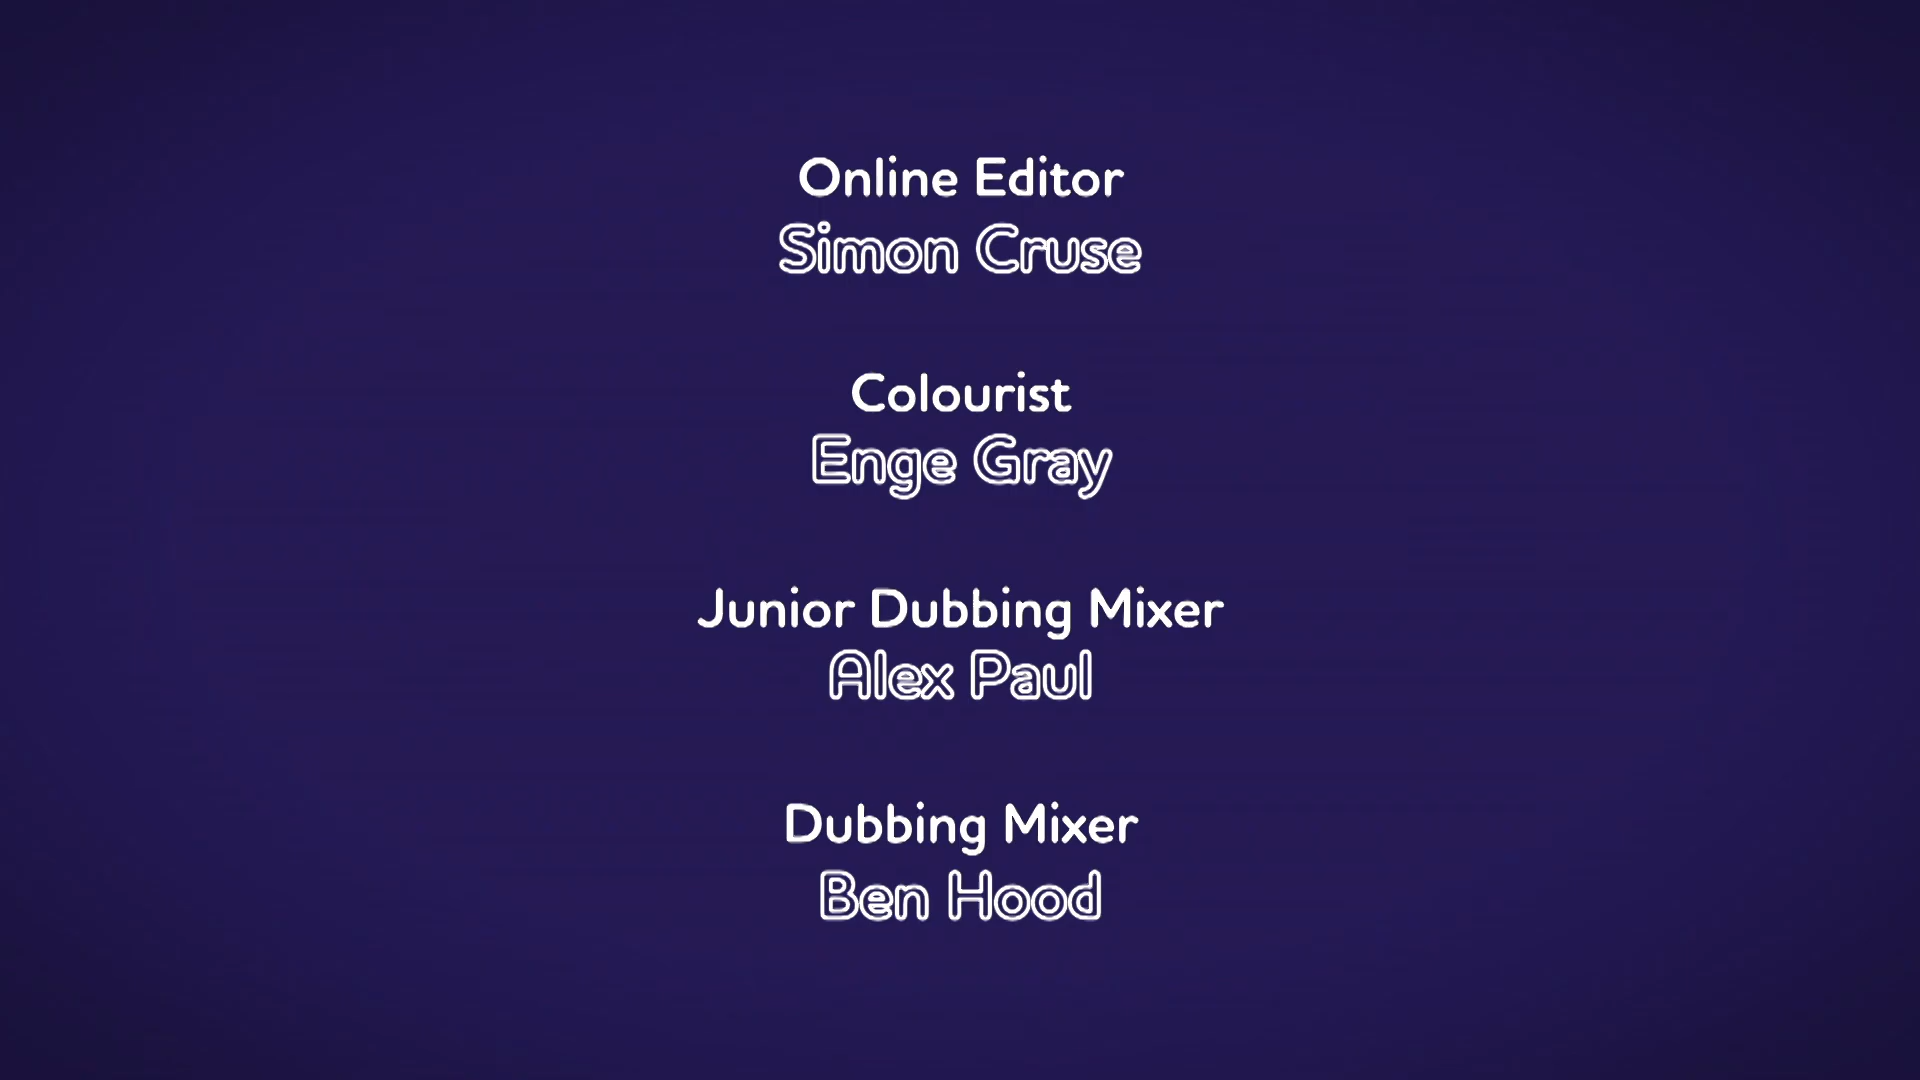 Online Editor
Simon Cruse
Colourist
Enge Gray
Junior Dubbing Mixer
Alex Paul
Dubbing Mixer
Ben Hood